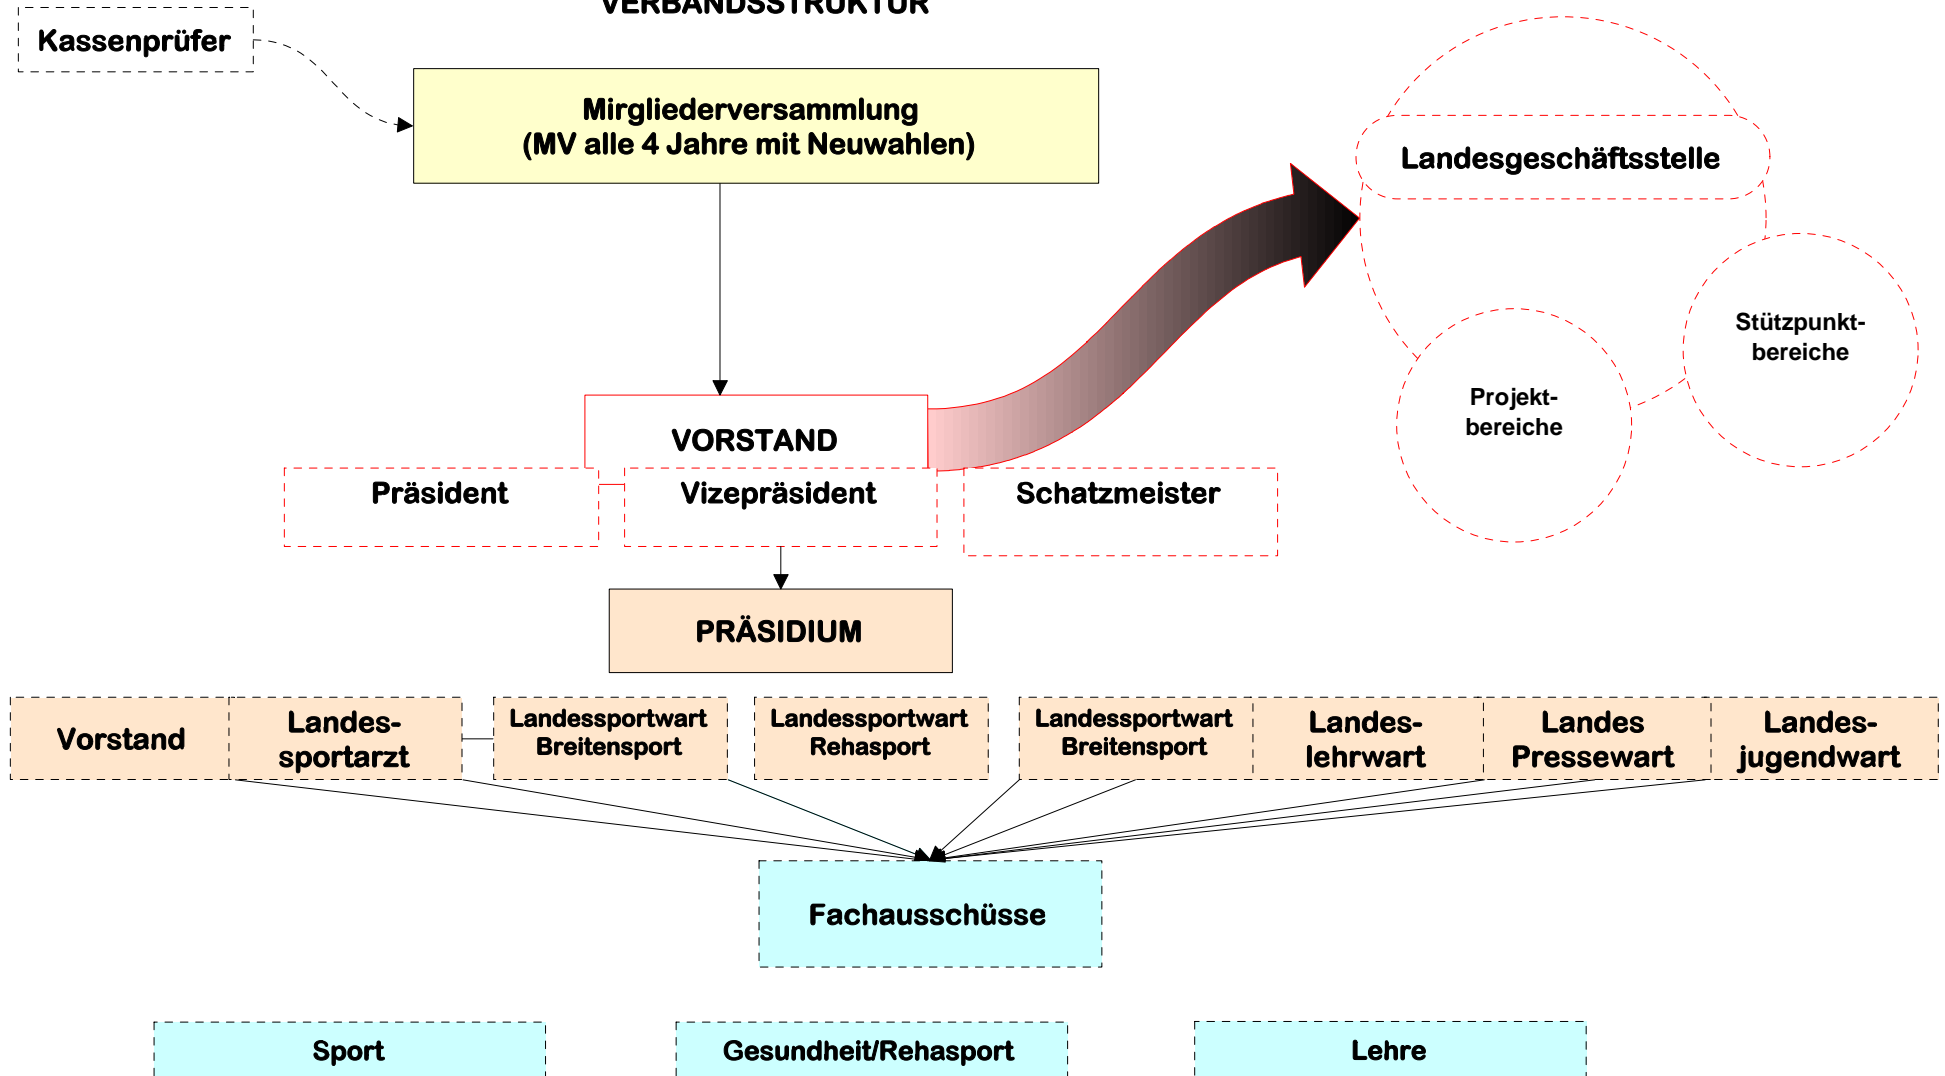 VERBANDSSTRUKTUR
Kassenprüfer
Mirgliederversammlung
(MV alle 4 Jahre mit Neuwahlen)
Landesgeschäftsstelle
Stützpunkt-
bereiche
Projekt-
bereiche
VORSTAND
Präsident
Vizepräsident
Schatzmeister
PRÄSIDIUM
Vorstand
Landes-
sportarzt
Landessportwart
Breitensport
Landessportwart
Rehasport
Landessportwart
Breitensport
Landes-
lehrwart
Landes
Pressewart
Landes-
jugendwart
Fachausschüsse
Sport
Gesundheit/Rehasport
Lehre